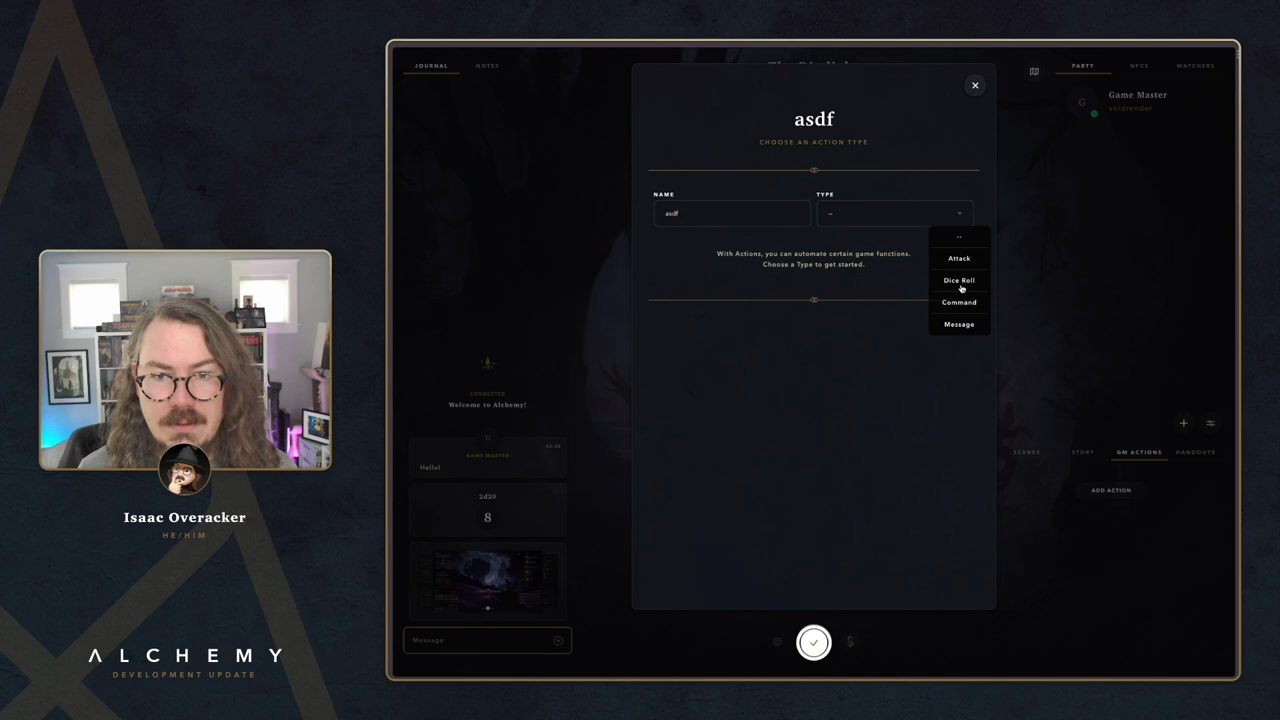 JOURNAL
NOTES
PARTY
NPCS
WATCHERS
G
Game Master
voidrender
asdf
CHOOSE AN ACTION TYPE
NAME
TYPE
asdf
--
With Actions, you can automate certain game functions.
Choose a Type to get started.
--
Attack
Dice Roll
Command
Message
CONNECTED
Welcome to Alchemy!
G
GAME MASTER
Hello!
2d20
8
SCENES
STORY
GM ACTIONS
HANDOUTS
ADD ACTION
Message
Isaac Overacker
HE/HIM
ALCHEMY
DEVELOPMENT UPDATE